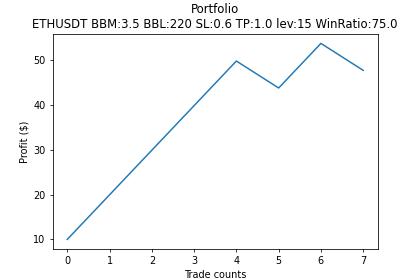 Portfolio
ETHUSDT BBM:3.5 BBL:220 SL:0.6 TP:1.0 lev:15 WinRatio:75.0
50
40
30
20
10
Profit ($)
0 1 2 3 4 5 6 7
Trade counts